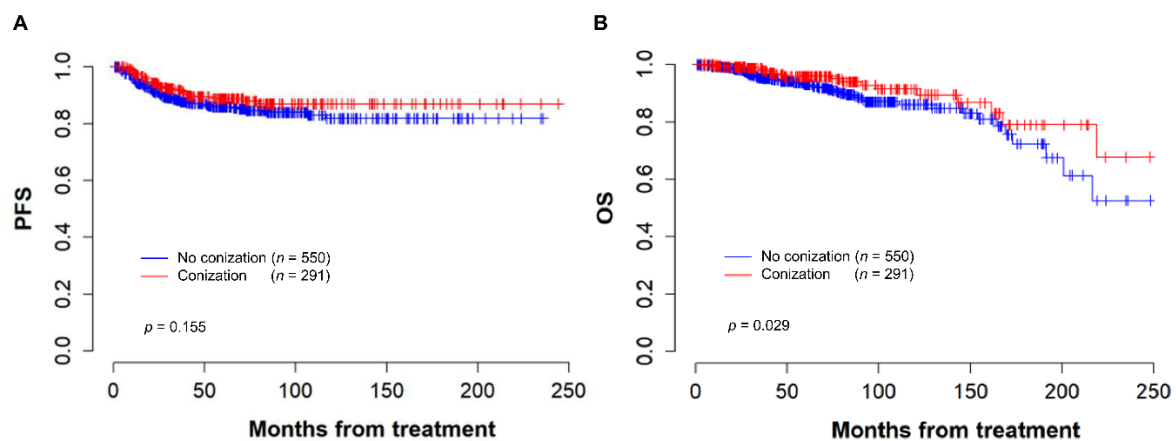 A
PFS
1.0
0.8
0.6
0.4
0.2
0.0
No conization (n = 550)
Conization (n = 291)
p = 0.155
0 50 100 150 200 250
Months from treatment
B
OS
1.0
0.8
0.6
0.4
0.2
0.0
No conization (n = 550)
Conization (n = 291)
p = 0.029
0 50 100 150 200 250
Months from treatment